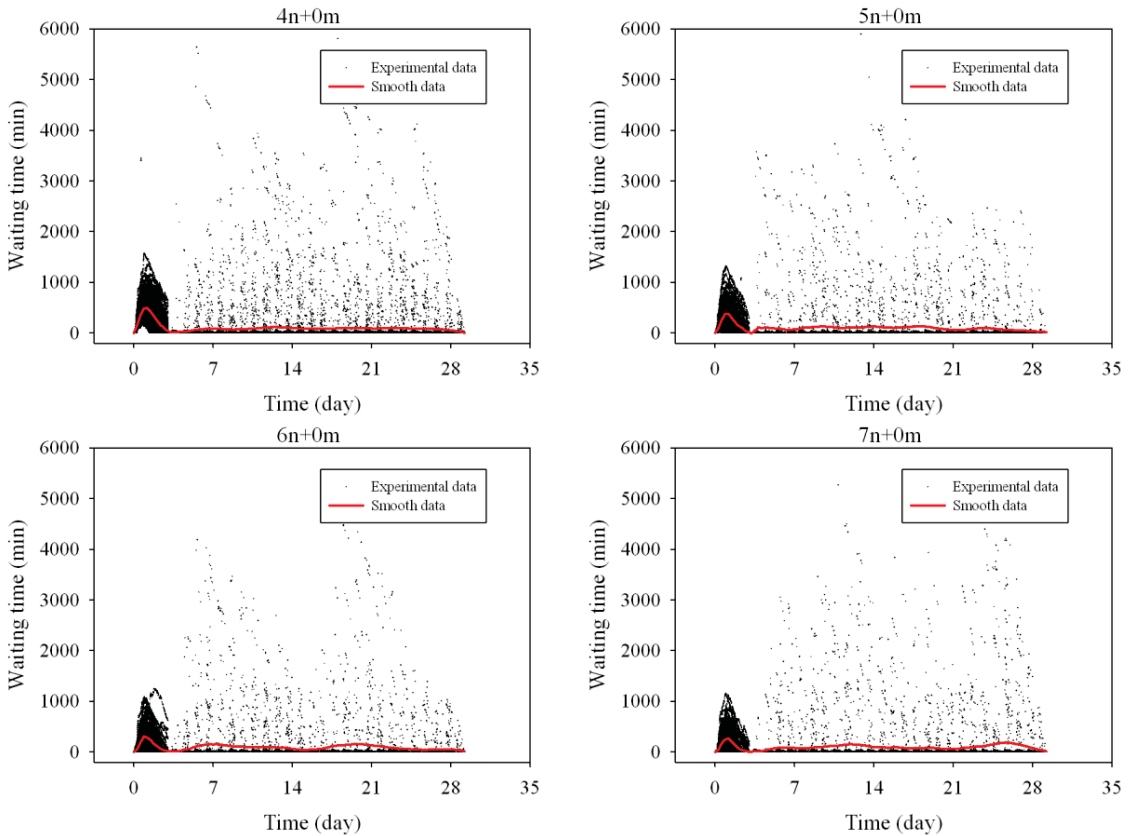 4n+0m
6000
5000
4000
3000
2000
1000
0
Waiting time (min)
Experimental data
Smooth data
0
7
14
21
28
35
Time (day)
5n+0m
6000
5000
4000
3000
2000
1000
0
Waiting time (min)
Experimental data
Smooth data
0
7
14
21
28
35
Time (day)
6n+0m
6000
5000
4000
3000
2000
1000
0
Waiting time (min)
Experimental data
Smooth data
0
7
14
21
28
35
Time (day)
7n+0m
6000
5000
4000
3000
2000
1000
0
Waiting time (min)
Experimental data
Smooth data
0
7
14
21
28
35
Time (day)